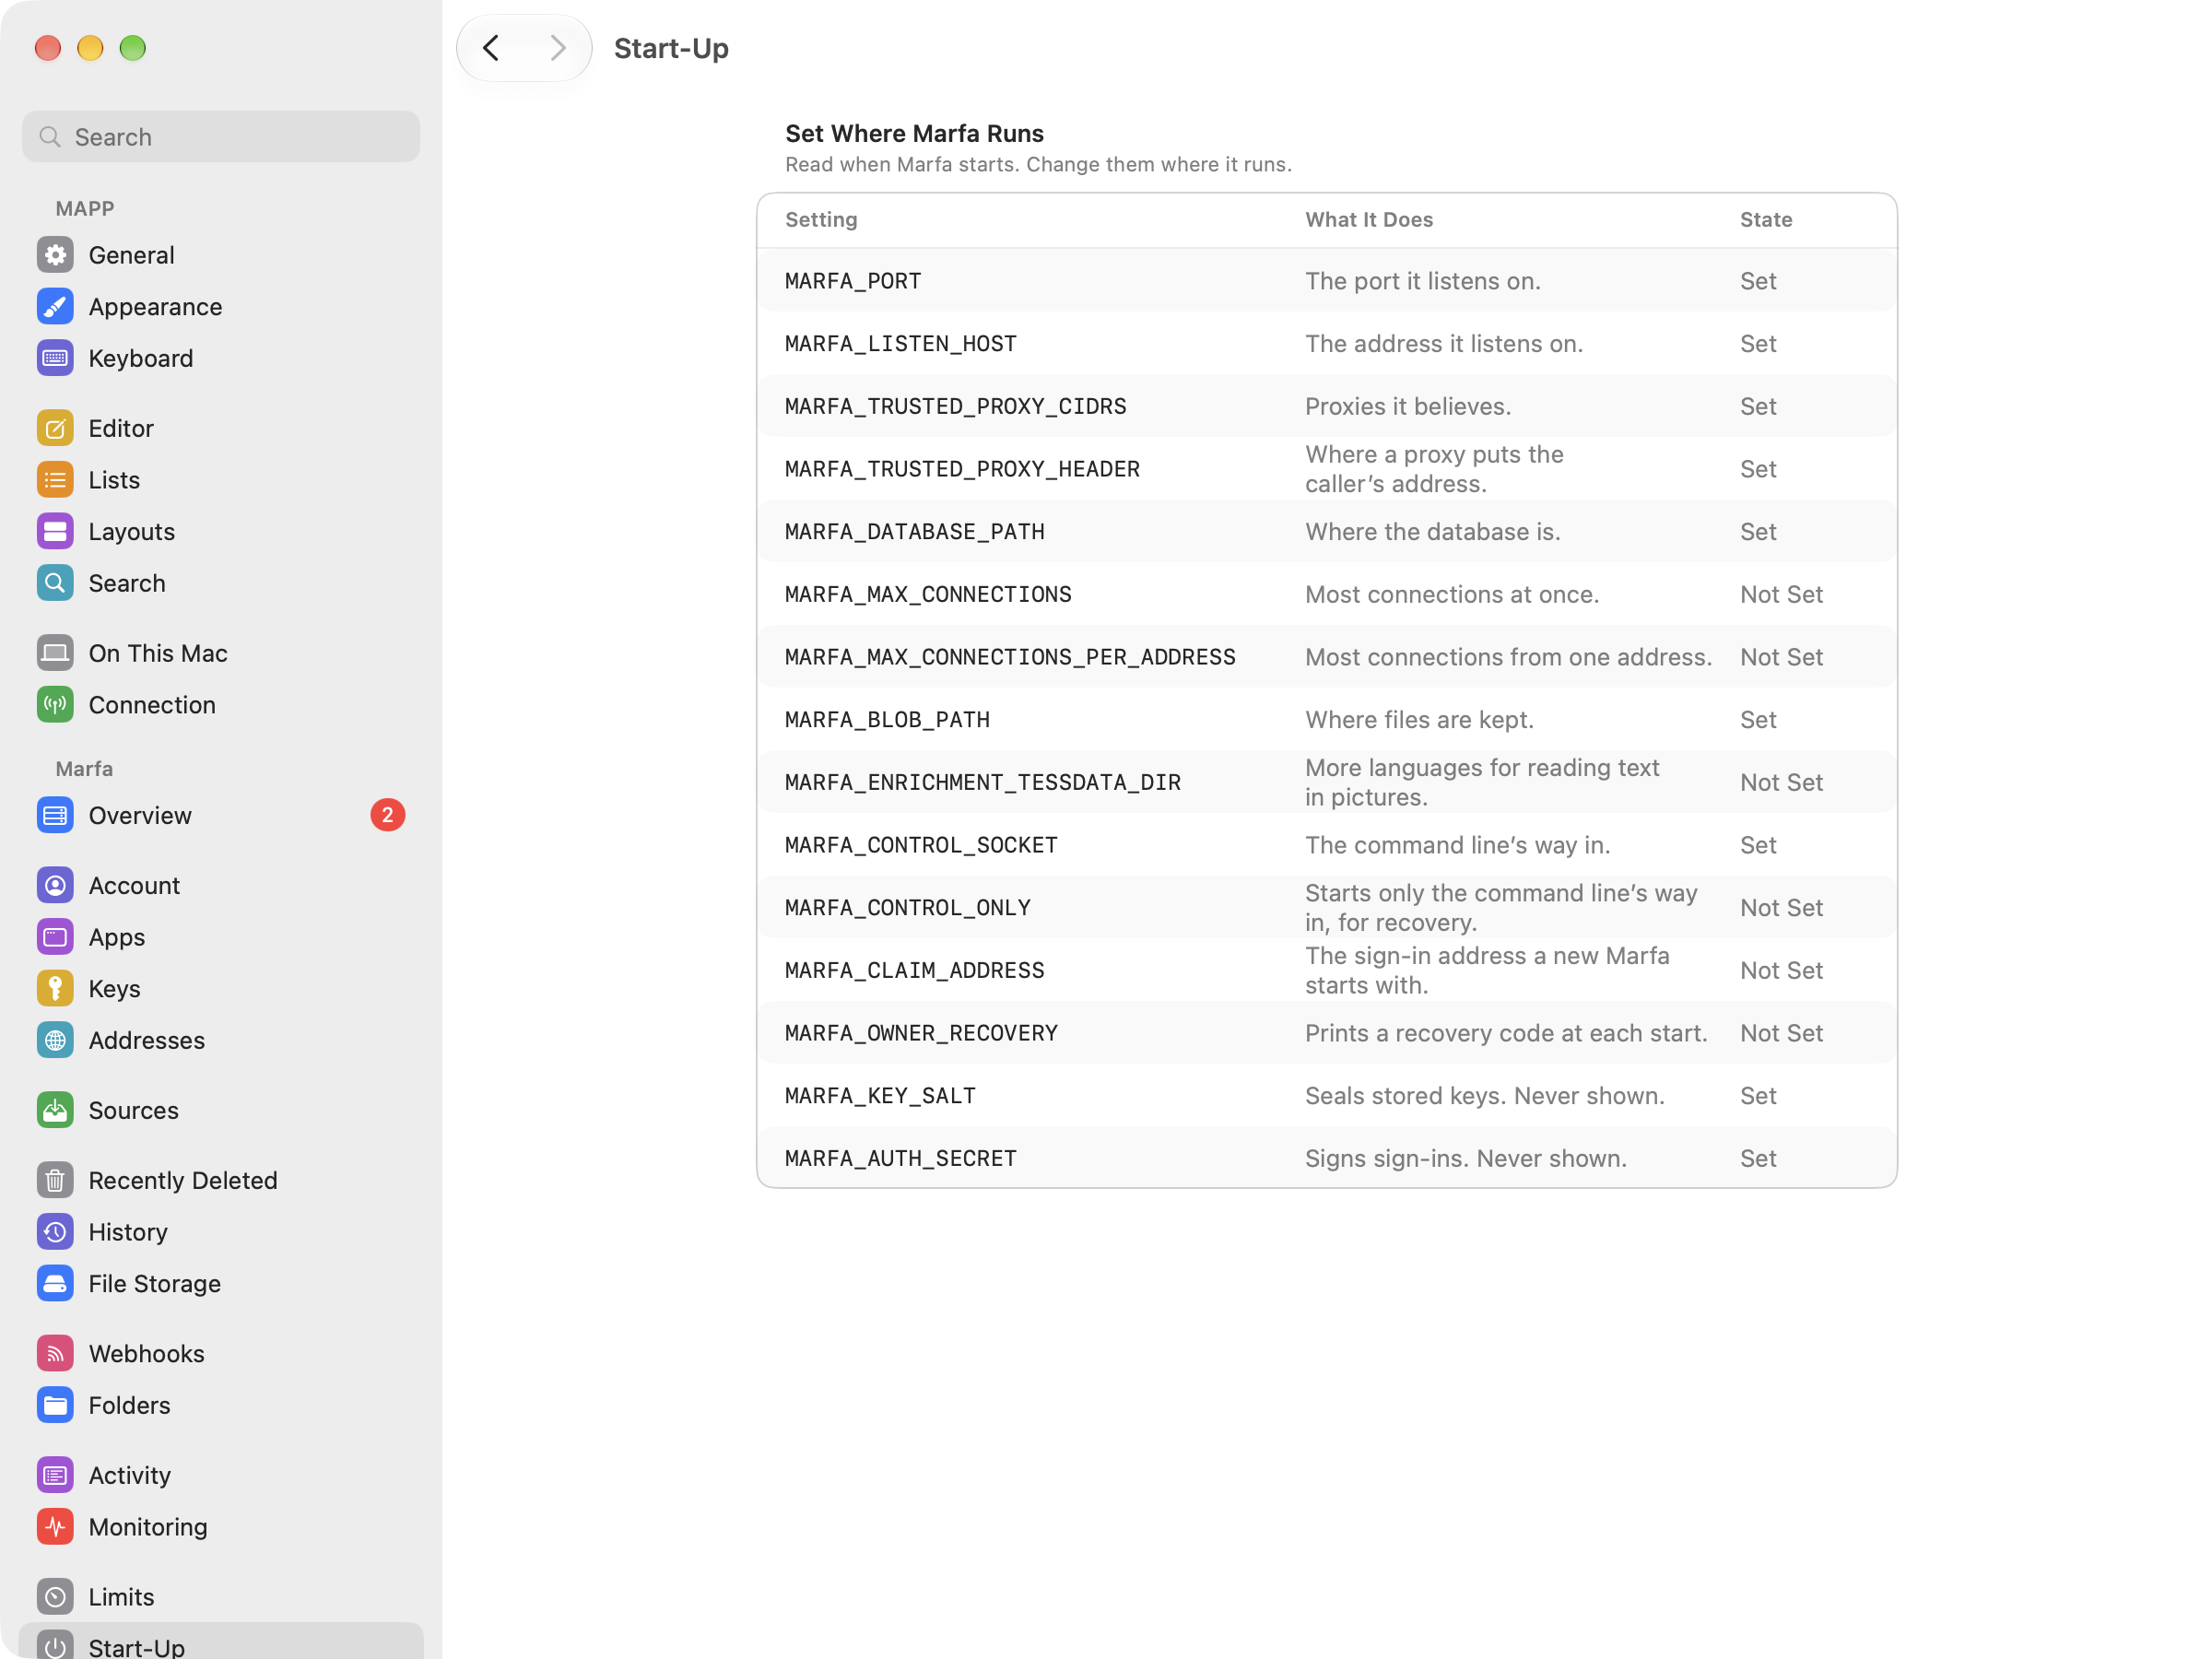 Start-Up
Search
MAPP
General
Appearance
Keyboard
Editor
Lists
Layouts
Search
On This Mac
Connection
Marfa
Overview 2
Account
Apps
Keys
Addresses
Sources
Recently Deleted
History
File Storage
Webhooks
Folders
Activity
Monitoring
Limits
Start-Up
Set Where Marfa Runs
Read when Marfa starts. Change them where it runs.
Setting What It Does State
MARFA_PORT The port it listens on. Set
MARFA_LISTEN_HOST The address it listens on. Set
MARFA_TRUSTED_PROXY_CIDRS Proxies it believes. Set
MARFA_TRUSTED_PROXY_HEADER Where a proxy puts the
caller’s address. Set
MARFA_DATABASE_PATH Where the database is. Set
MARFA_MAX_CONNECTIONS Most connections at once. Not Set
MARFA_MAX_CONNECTIONS_PER_ADDRESS Most connections from one address. Not Set
MARFA_BLOB_PATH Where files are kept. Set
MARFA_ENRICHMENT_TESSDATA_DIR More languages for reading text
in pictures. Not Set
MARFA_CONTROL_SOCKET The command line’s way in. Set
MARFA_CONTROL_ONLY Starts only the command line’s way
in, for recovery. Not Set
MARFA_CLAIM_ADDRESS The sign-in address a new Marfa
starts with. Not Set
MARFA_OWNER_RECOVERY Prints a recovery code at each start. Not Set
MARFA_KEY_SALT Seals stored keys. Never shown. Set
MARFA_AUTH_SECRET Signs sign-ins. Never shown. Set